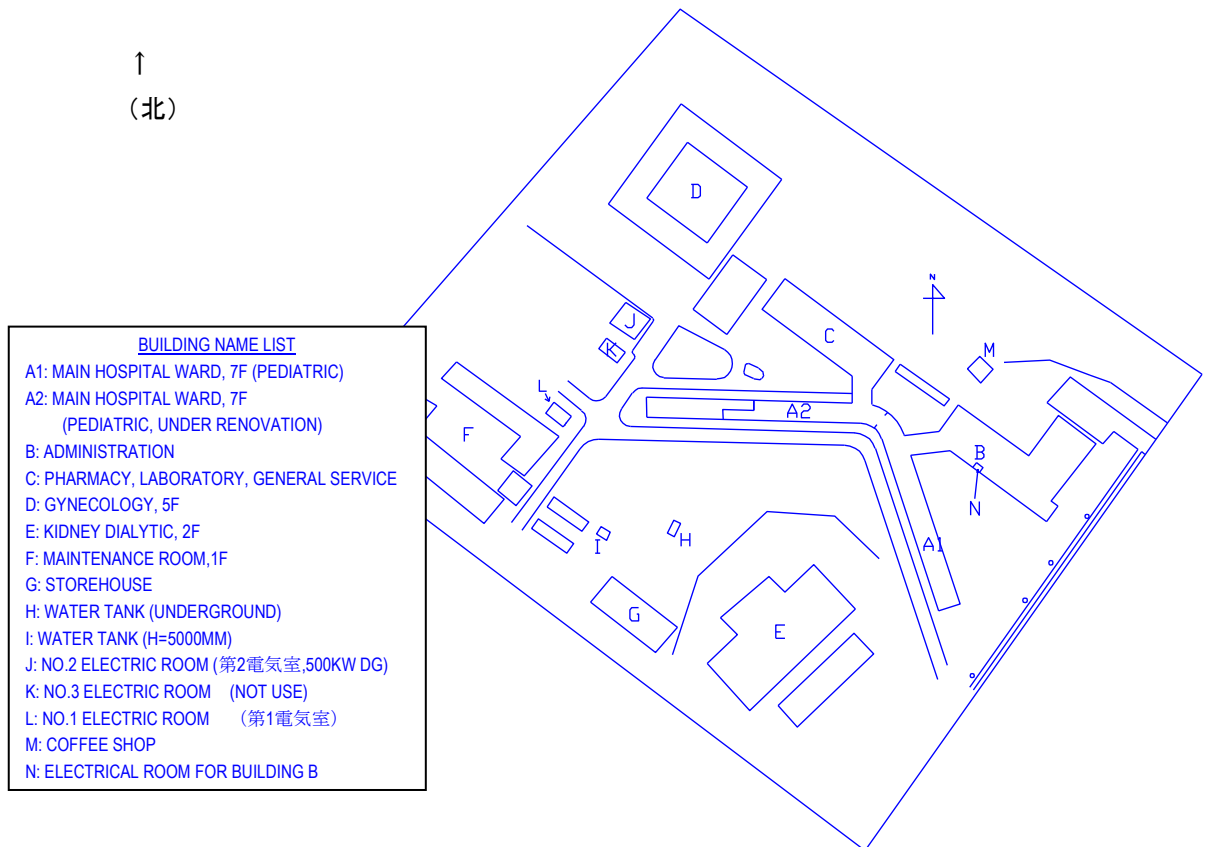 ↑
（北）
D
N
J
C
K
M
BUILDING NAME LIST
A1: MAIN HOSPITAL WARD, 7F (PEDIATRIC)
A2: MAIN HOSPITAL WARD, 7F
(PEDIATRIC, UNDER RENOVATION)
B: ADMINISTRATION
C: PHARMACY, LABORATORY, GENERAL SERVICE
D: GYNECOLOGY, 5F
E: KIDNEY DIALYTIC, 2F
F: MAINTENANCE ROOM,1F
G: STOREHOUSE
H: WATER TANK (UNDERGROUND)
I: WATER TANK (H=5000MM)
J: NO.2 ELECTRIC ROOM (第2電気室,500KW DG)
K: NO.3 ELECTRIC ROOM (NOT USE)
L: NO.1 ELECTRIC ROOM （第1電気室）
M: COFFEE SHOP
N: ELECTRICAL ROOM FOR BUILDING B
L
A2
F
B
N
I
H
A1
G
E